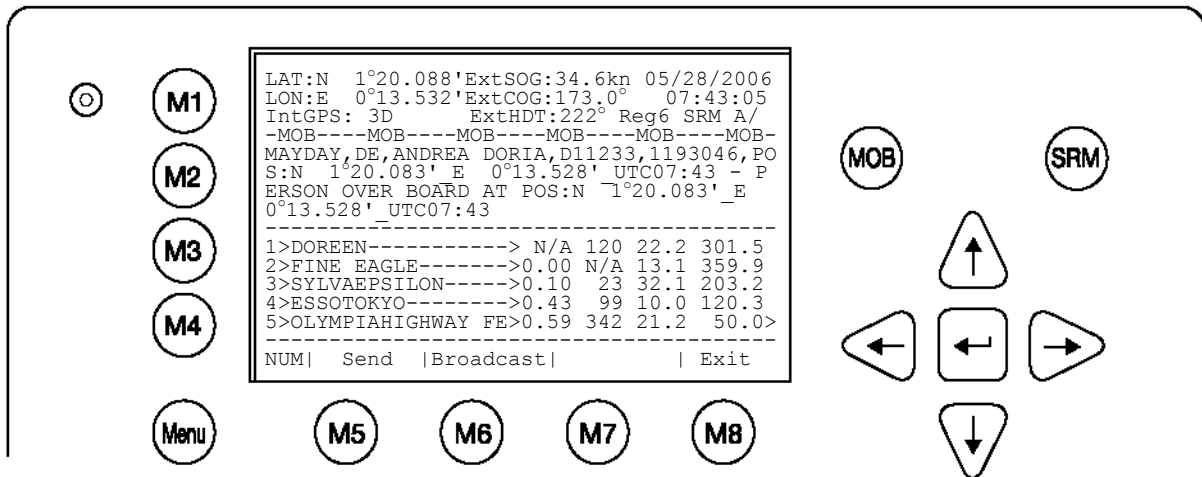 M1
M2
M3
M4
Menu
LAT:N  1°20.088'ExtSOG:34.6kn 05/28/2006
LON:E  0°13.532'ExtCOG:173.0°   07:43:05
IntGPS: 3D      ExtHDT:222° Reg6 SRM A/
-MOB----MOB----MOB----MOB----MOB----MOB-
MAYDAY,DE,ANDREA DORIA,D11233,1193046,PO
S:N  1°20.083'_E  0°13.528'_UTC07:43 - P
ERSON OVER BOARD AT POS:N  1°20.083'_E
0°13.528'_UTC07:43
----------------------------------------
1>DOREEN-----------> N/A 120 22.2 301.5
2>FINE EAGLE------->0.00 N/A 13.1 359.9
3>SYLVAEPSILON----->0.10  23 32.1 203.2
4>ESSOTOKYO-------->0.43  99 10.0 120.3
5>OLYMPIAHIGHWAY FE>0.59 342 21.2  50.0>
----------------------------------------
NUM|  Send  |Broadcast|         | Exit
M5
M6
M7
M8
MOB
SRM